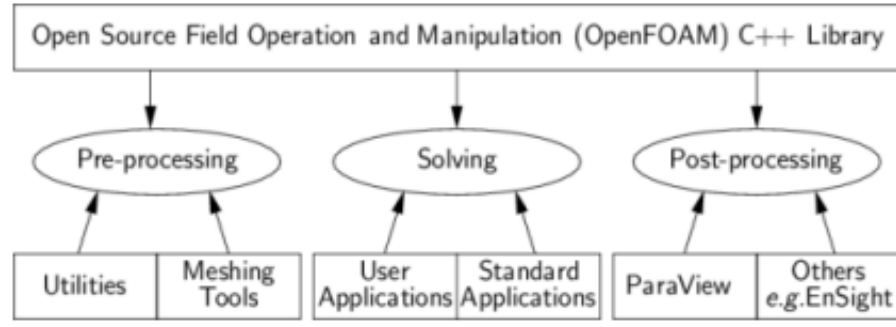 Open Source Field Operation and Manipulation (OpenFOAM) C++ Library
Pre-processing
Solving
Post-processing
Utilities
Meshing
Tools
User
Applications
Standard
Applications
ParaView
Others
e.g.EnSight